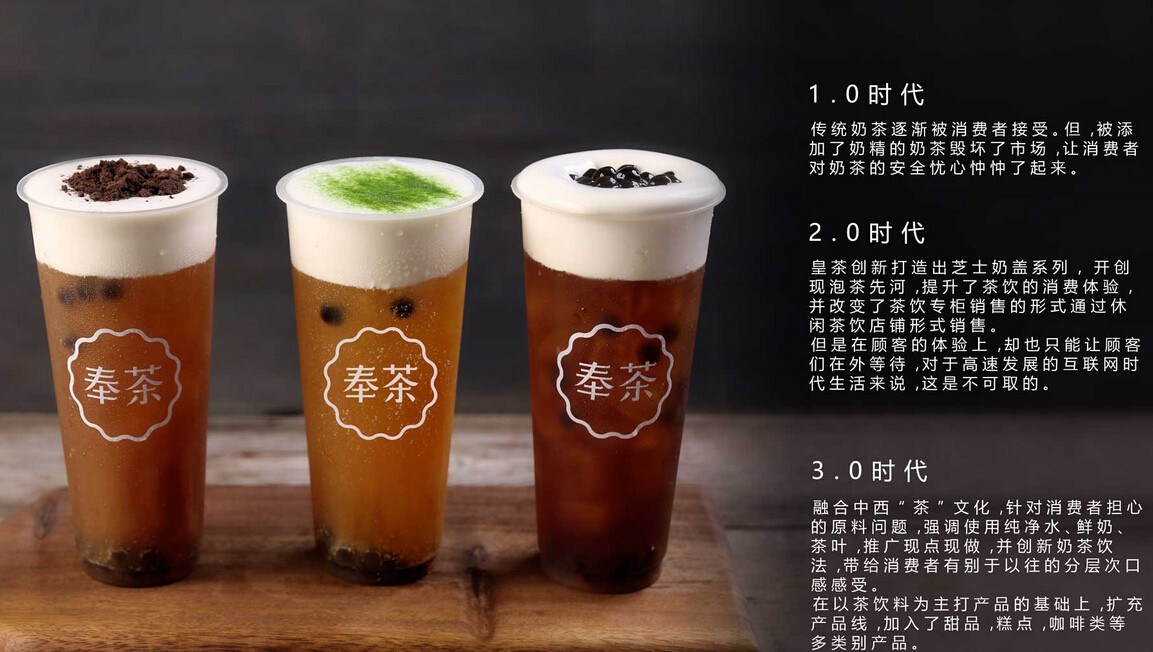 奉茶
奉茶
奉茶
1.0时代
传统奶茶逐渐被消费者接受。但,被添
加了奶精的奶茶毁坏了市场,让消费者
对奶茶的安全忧心忡忡了起来。
2.0时代
皇茶创新打造出芝士奶盖系列，开创
现泡茶先河,提升了茶饮的消费体验，
并改变了茶饮专柜销售的形式通过休
闲茶饮店铺形式销售。
但是在顾客的体验上,却也只能让顾客
们在外等待,对于高速发展的互联网时
代生活来说,这是不可取的。
3.0时代
融合中西“茶”文化,针对消费者担心
的原料问题,强调使用纯净水、鲜奶、
茶叶,推广现点现做,并创新奶茶饮
法,带给消费者有别于以往的分层次口
感感受。
在以茶饮料为主打产品的基础上,扩充
产品线,加入了甜品,糕点,咖啡类等
多类别产品。